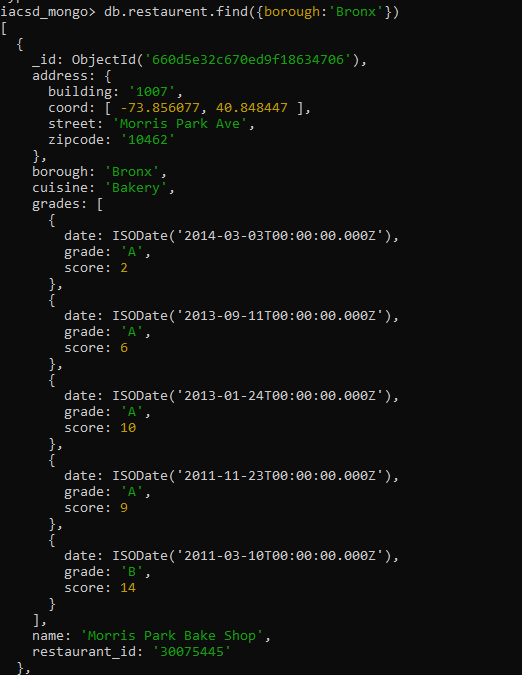 iacsd_mongo> db.restaurent.find({borough:'Bronx'})
[
  {
    _id: ObjectId('660d5e32c670ed9f18634706'),
    address: {
      building: '1007',
      coord: [ -73.856077, 40.848447 ],
      street: 'Morris Park Ave',
      zipcode: '10462'
    },
    borough: 'Bronx',
    cuisine: 'Bakery',
    grades: [
      {
        date: ISODate('2014-03-03T00:00:00.000Z'),
        grade: 'A',
        score: 2
      },
      {
        date: ISODate('2013-09-11T00:00:00.000Z'),
        grade: 'A',
        score: 6
      },
      {
        date: ISODate('2013-01-24T00:00:00.000Z'),
        grade: 'A',
        score: 10
      },
      {
        date: ISODate('2011-11-23T00:00:00.000Z'),
        grade: 'A',
        score: 9
      },
      {
        date: ISODate('2011-03-10T00:00:00.000Z'),
        grade: 'B',
        score: 14
      }
    ],
    name: 'Morris Park Bake Shop',
    restaurant_id: '30075445'
  },